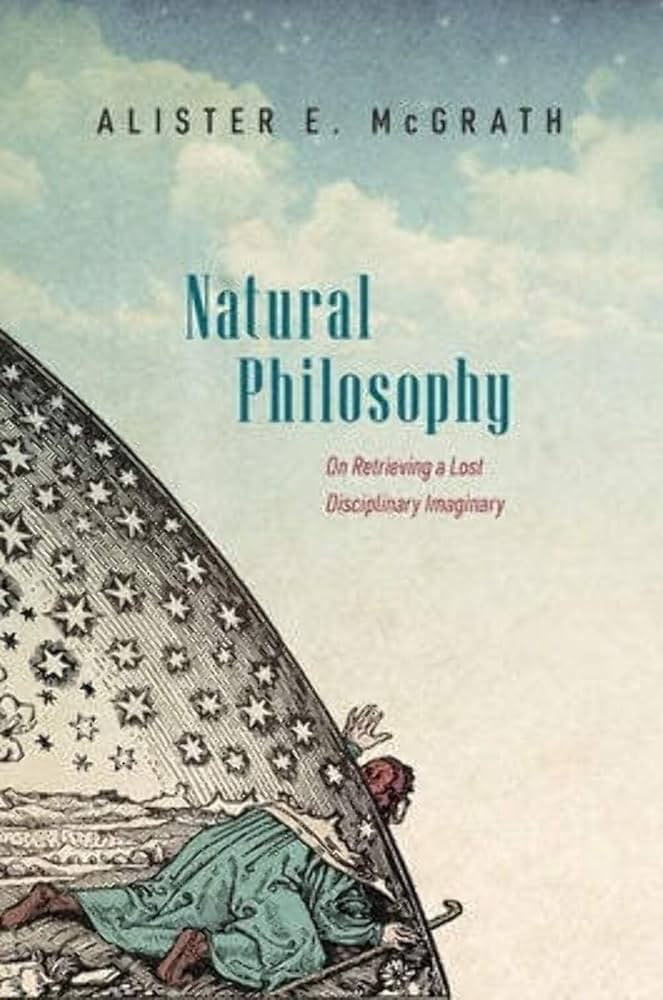 ALISTER E. McGRATH
Natural
Philosophy
On Retrieving a Lost
Disciplinary Imaginary